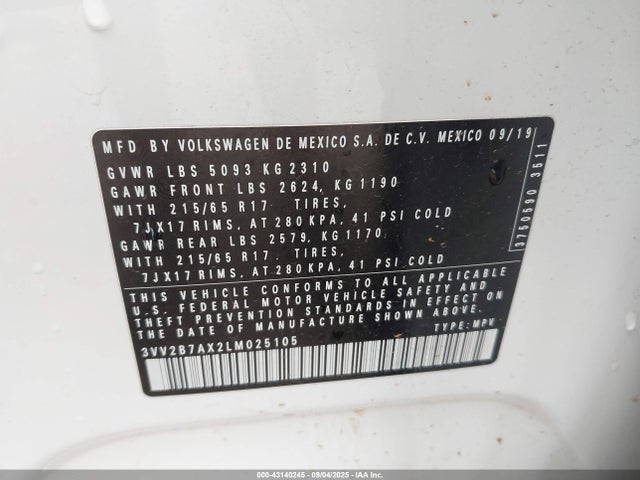 MFD BY VOLKSWAGEN DE MEXICO S.A. DE C.V. MEXICO 09/19
GVWR LBS 5093 KG 2310
GAWR FRONT LBS 2624, KG 1190
WITH 215/65 R17 TIRES,
7JX17 RIMS, AT 280 KPA, 41 PSI COLD
GAWR REAR LBS 2579, KG 1170
WITH 215/65 R17. TIRES,
7JX17 RIMS, AT 280 KPA, 41 PSI COLD
THIS VEHICLE CONFORMS TO ALL APPLICABLE
U.S. FEDERAL MOTOR VEHICLE SAFETY AND
THEFT PREVENTION STANDARDS IN EFFECT ON
THE DATE OF MANUFACTURE SHOWN ABOVE.
3VV2B7AX2LM025105 TYPE: MPV
3750590 3511
000-43140245 - 09/04/2025 - IAAI.com